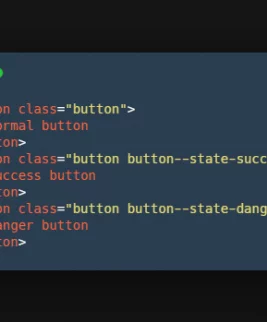 on class="button">
ormal button
ton>
on class="button button--state-succ
uccess button
ton>
on class="button button--state-dang
anger button
ton>